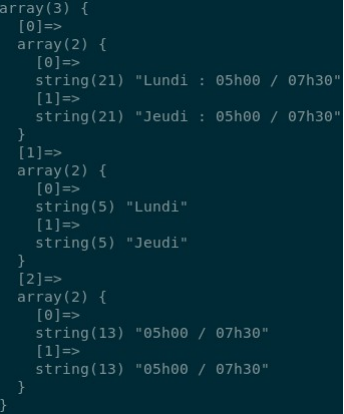 array(3) {
  [0]=>
  array(2) {
    [0]=>
    string(21) "Lundi : 05h00 / 07h30"
    [1]=>
    string(21) "Jeudi : 05h00 / 07h30"
  }
  [1]=>
  array(2) {
    [0]=>
    string(5) "Lundi"
    [1]=>
    string(5) "Jeudi"
  }
  [2]=>
  array(2) {
    [0]=>
    string(13) "05h00 / 07h30"
    [1]=>
    string(13) "05h00 / 07h30"
  }
}